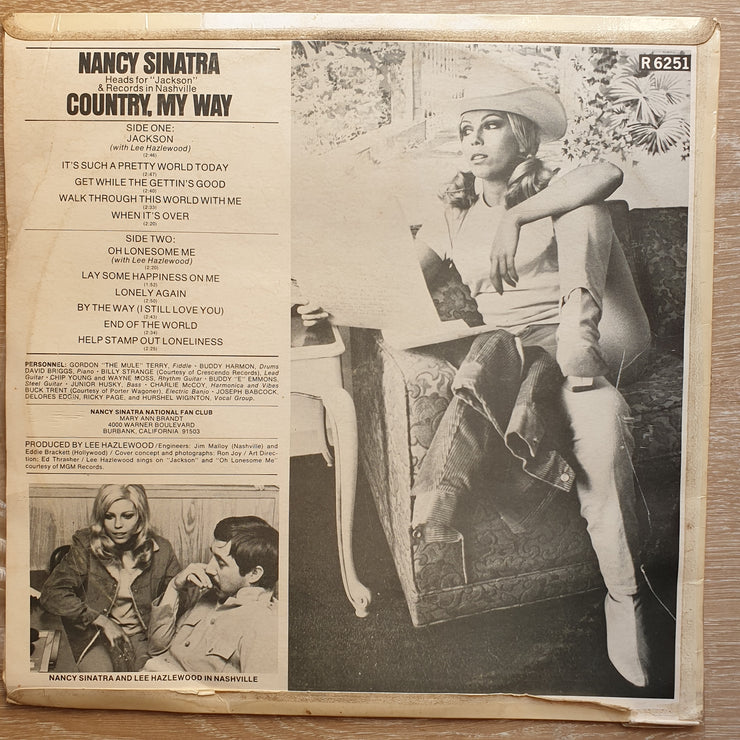 NANCY SINATRA
Heads for "Jackson"
& Records in Nashville
COUNTRY, MY WAY
SIDE ONE:
JACKSON
(with Lee Hazlewood)
(2:46)
IT'S SUCH A PRETTY WORLD TODAY
(2:47)
GET WHILE THE GETTIN'S GOOD
(2:40)
WALK THROUGH THIS WORLD WITH ME
(2:33)
WHEN IT'S OVER
(2:20)
SIDE TWO:
OH LONESOME ME
(with Lee Hazlewood)
(2:20)
LAY SOME HAPPINESS ON ME
(1:52)
LONELY AGAIN
(2:50)
BY THE WAY (I STILL LOVE YOU)
(2:43)
END OF THE WORLD
(2:34)
HELP STAMP OUT LONELINESS
(2:25)
PERSONNEL: GORDON "THE MULE" TERRY, Fiddle · BUDDY HARMON, Drums
DAVID BRIGGS, Piano · BILLY STRANGE (Courtesy of Crescendo Records), Lead
Guitar · CHIP YOUNG and WAYNE MOSS, Rhythm Guitar · BUDDY "E" EMMONS,
Steel Guitar · JUNIOR HUSKY, Bass · CHARLIE McCOY, Harmonica and Vibes
BUCK TRENT (Courtesy of Porter Wagoner), Electric Banjo · JOSEPH BABCOCK,
DELORES EDGIN, RICKY PAGE, and HURSHEL WIGINTON, Vocal Group.
NANCY SINATRA NATIONAL FAN CLUB
MARY ANN BRANDT
4000 WARNER BOULEVARD
BURBANK, CALIFORNIA 91503
PRODUCED BY LEE HAZLEWOOD / Engineers: Jim Malloy (Nashville) and
Eddie Brackett (Hollywood) / Cover concept and photographs: Ron Joy / Art Direc-
tion: Ed Thrasher / Lee Hazlewood sings on "Jackson" and "Oh Lonesome Me"
courtesy of MGM Records.
NANCY SINATRA AND LEE HAZLEWOOD IN NASHVILLE
R 6251